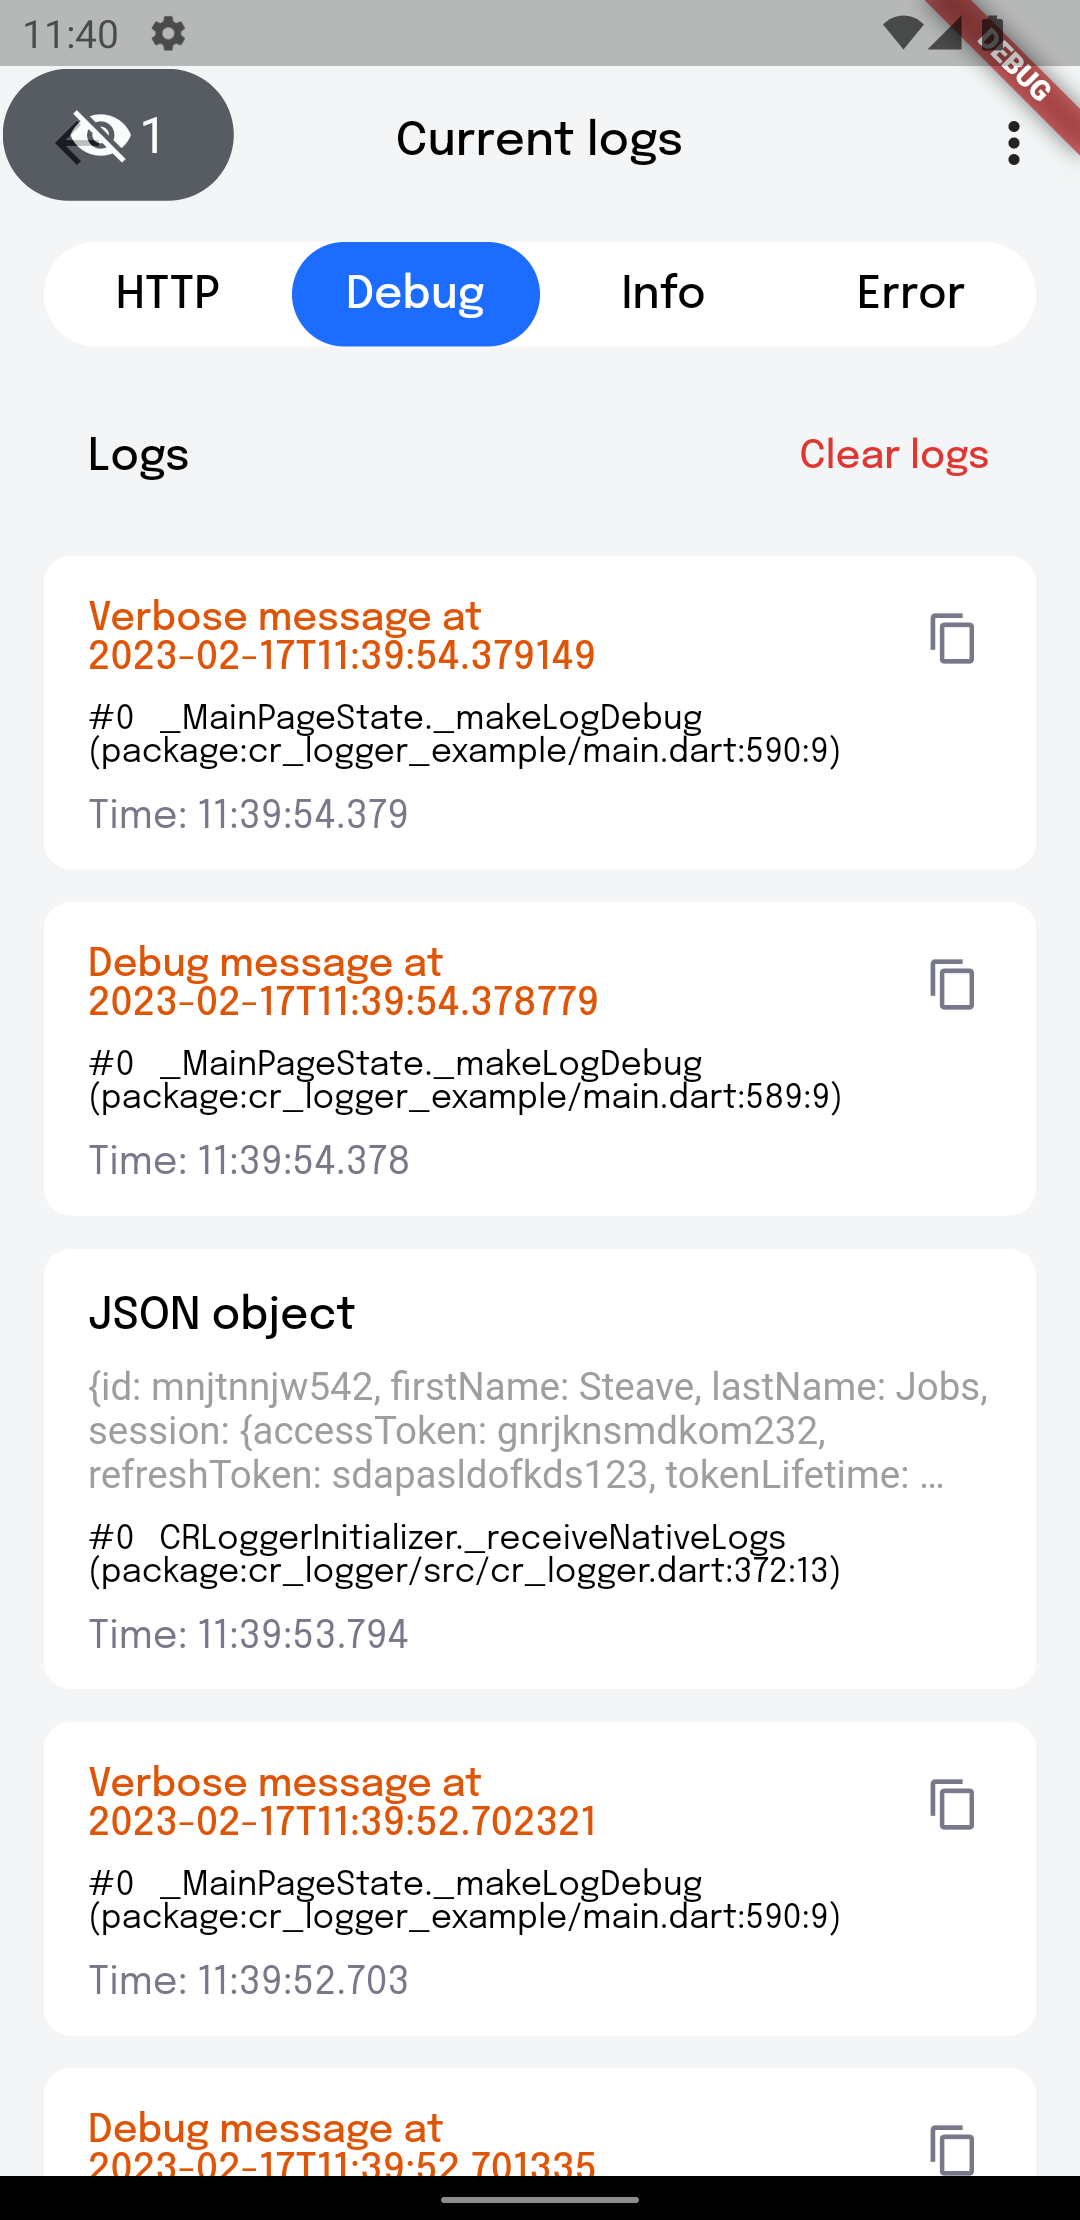 11:40
DEBUG
1
Current logs
HTTP Debug Info Error
Logs Clear logs
Verbose message at
2023-02-17T11:39:54.379149
#0 _MainPageState._makeLogDebug
(package:cr_logger_example/main.dart:590:9)
Time: 11:39:54.379
Debug message at
2023-02-17T11:39:54.378779
#0 _MainPageState._makeLogDebug
(package:cr_logger_example/main.dart:589:9)
Time: 11:39:54.378
JSON object
{id: mnjtnnjw542, firstName: Steave, lastName: Jobs,
session: {accessToken: gnrjknsmdkom232,
refreshToken: sdapasldofkds123, tokenLifetime: ...
#0 CRLoggerInitializer._receiveNativeLogs
(package:cr_logger/src/cr_logger.dart:372:13)
Time: 11:39:53.794
Verbose message at
2023-02-17T11:39:52.702321
#0 _MainPageState._makeLogDebug
(package:cr_logger_example/main.dart:590:9)
Time: 11:39:52.703
Debug message at
2023-02-17T11:39:52.701335